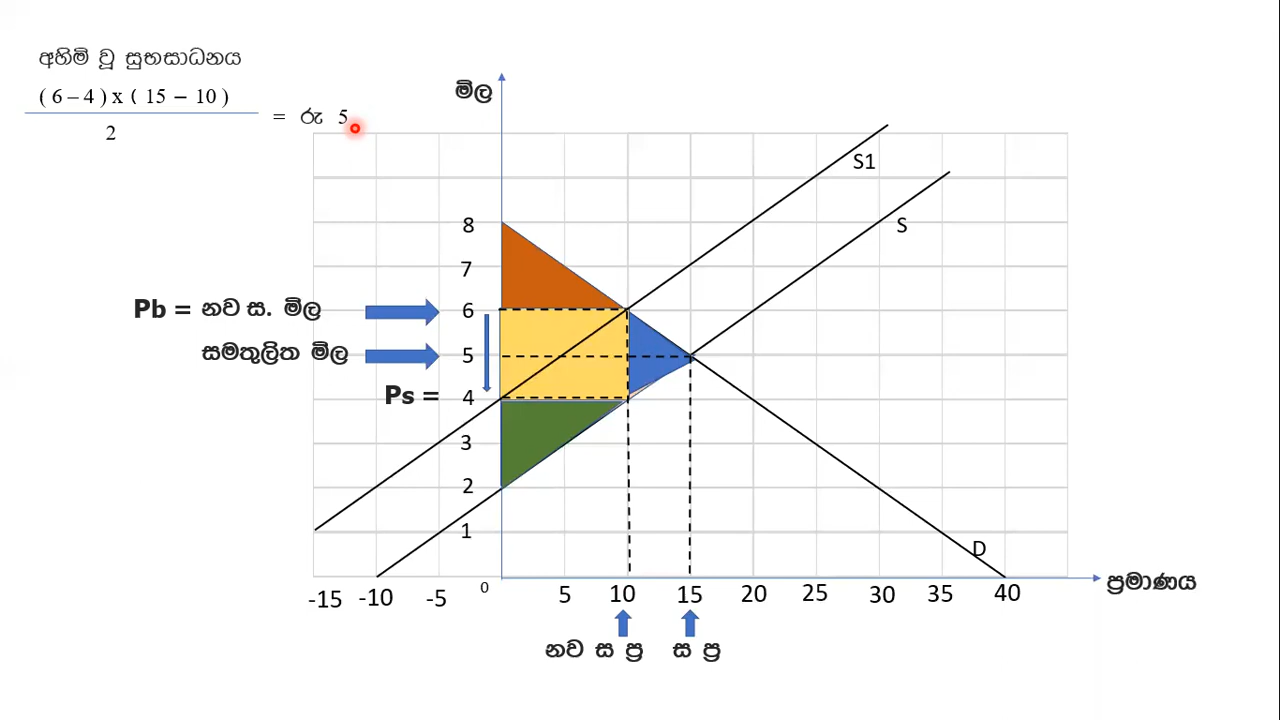 අහිමි වූ සුභසාධනය
( 6 – 4 ) x ( 15 – 10 )
2
= රු 5
මිල
S1
S
8
7
Pb = නව ස. මිල
6
සමතුලිත මිල
5
Ps =
4
3
2
1
D
0
ප්‍රමාණය
-15 -10 -5 5 10 15 20 25 30 35 40
නව ස ප්‍ර ස ප්‍ර